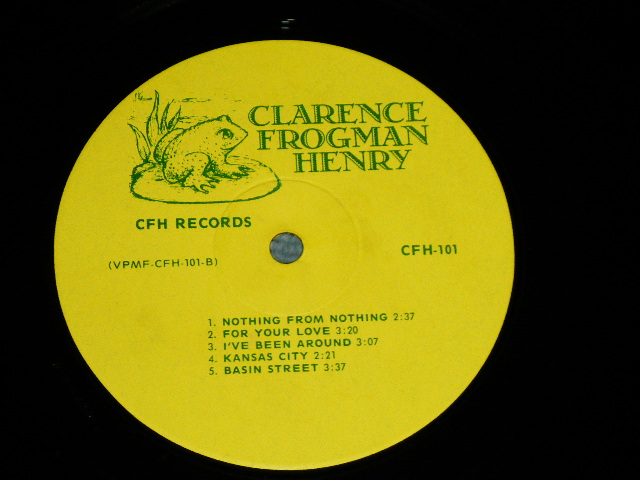 CLARENCE
FROGMAN
HENRY
CFH RECORDS
(VPMF-CFH-101-B)
CFH-101
1. NOTHING FROM NOTHING 2:37
2. FOR YOUR LOVE 3:20
3. I'VE BEEN AROUND 3:07
4. KANSAS CITY 2:21
5. BASIN STREET 3:37